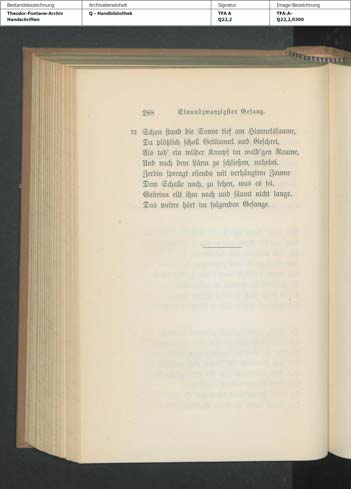 Bestandsbezeichnung Archivalieneinheit Signatur Image-Bezeichnung
Theodor-Fontane-Archiv Q - Handbibliothek TFA A TFA-A-
Handschriften Q22,2 Q22,2,0300
288 Einundzwanzigster Gesang.
72 Schon stand die Sonne tief am Himmelssaume,
Da plötzlich scholl Getümmel und Geschrei,
Als tob' ein wilder Kampf im wald'gen Raume,
Und nach dem Lärm zu schließen, nahebei.
Zerbin sprengt eilends mit verhängtem Zaume
Dem Schalle nach, zu sehen, was es sei.
Gabrina eilt ihm nach und säumt nicht lange.
Das weitre hört im folgenden Gesange.